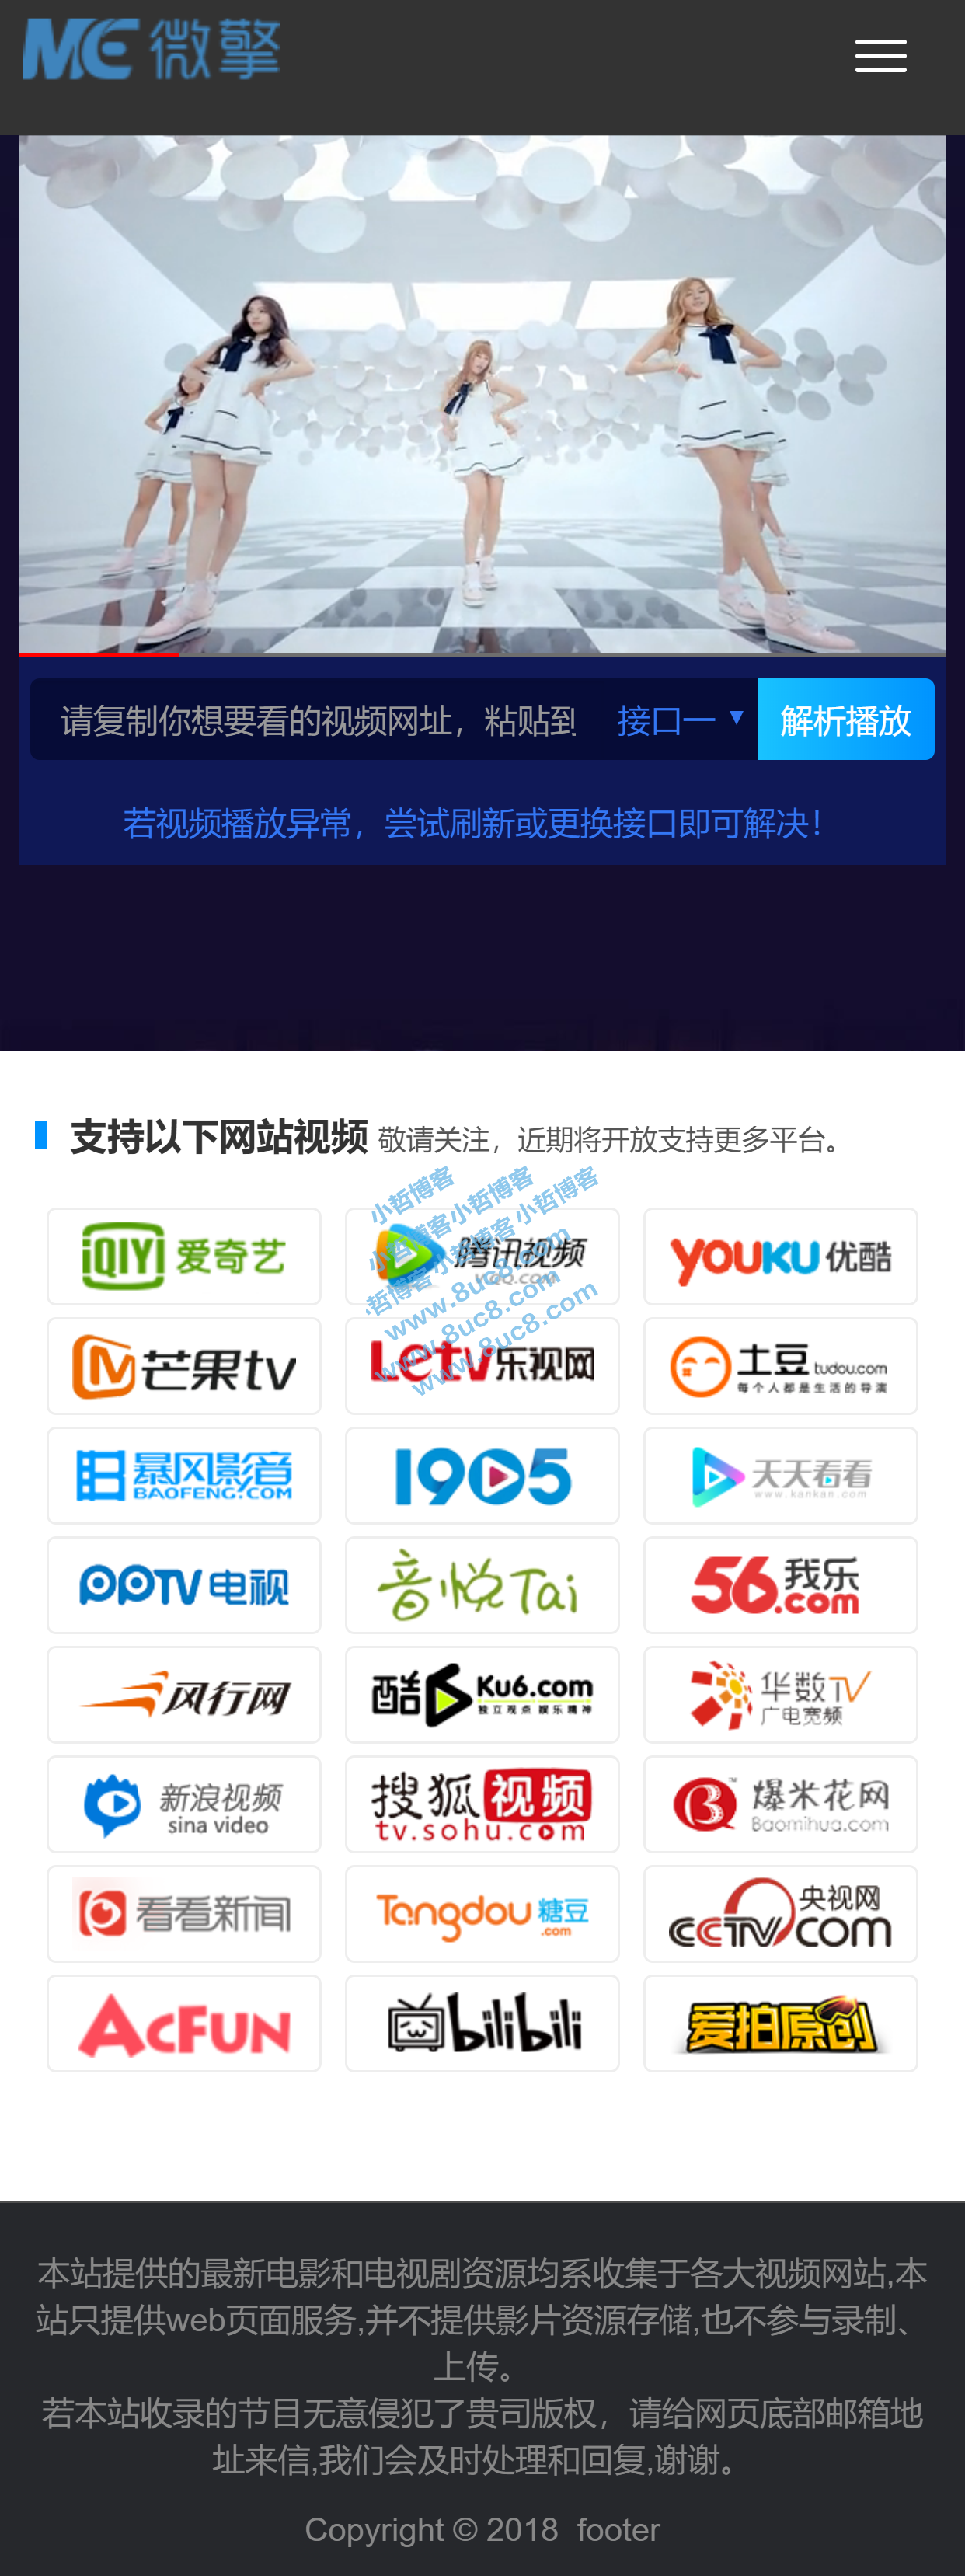 微擎
请复制你想要看的视频网址，粘贴到
接口一 ▼
解析播放
若视频播放异常，尝试刷新或更换接口即可解决！
支持以下网站视频 敬请关注，近期将开放支持更多平台。
iQIYI 爱奇艺
腾讯视频
YOUKU 优酷
小哲博客
小哲博客小哲博客
小哲博客小哲博客
www.8uc8.com
www.8uc8.com
www.8uc8.com
芒果tv
Letv 乐视网
土豆 tudou.com
每个人都是生活的导演
暴风影音
BAOFENG.COM
1905
天天看看
www.kankan.com
PPTV 电视
音悦Tai
56.com 我乐
风行网
酷6 Ku6.com
独立观点 娱乐精神
华数TV
广电宽频
新浪视频
sina video
搜狐视频
tv.sohu.com
爆米花网
Baomihua.com
看看新闻
Tangdou 糖豆
.com
央视网
CCTV.com
AcFUN
bilibili
爱拍原创
本站提供的最新电影和电视剧资源均系收集于各大视频网站,本
站只提供web页面服务,并不提供影片资源存储,也不参与录制、
上传。
若本站收录的节目无意侵犯了贵司版权，请给网页底部邮箱地
址来信,我们会及时处理和回复,谢谢。
Copyright © 2018 footer